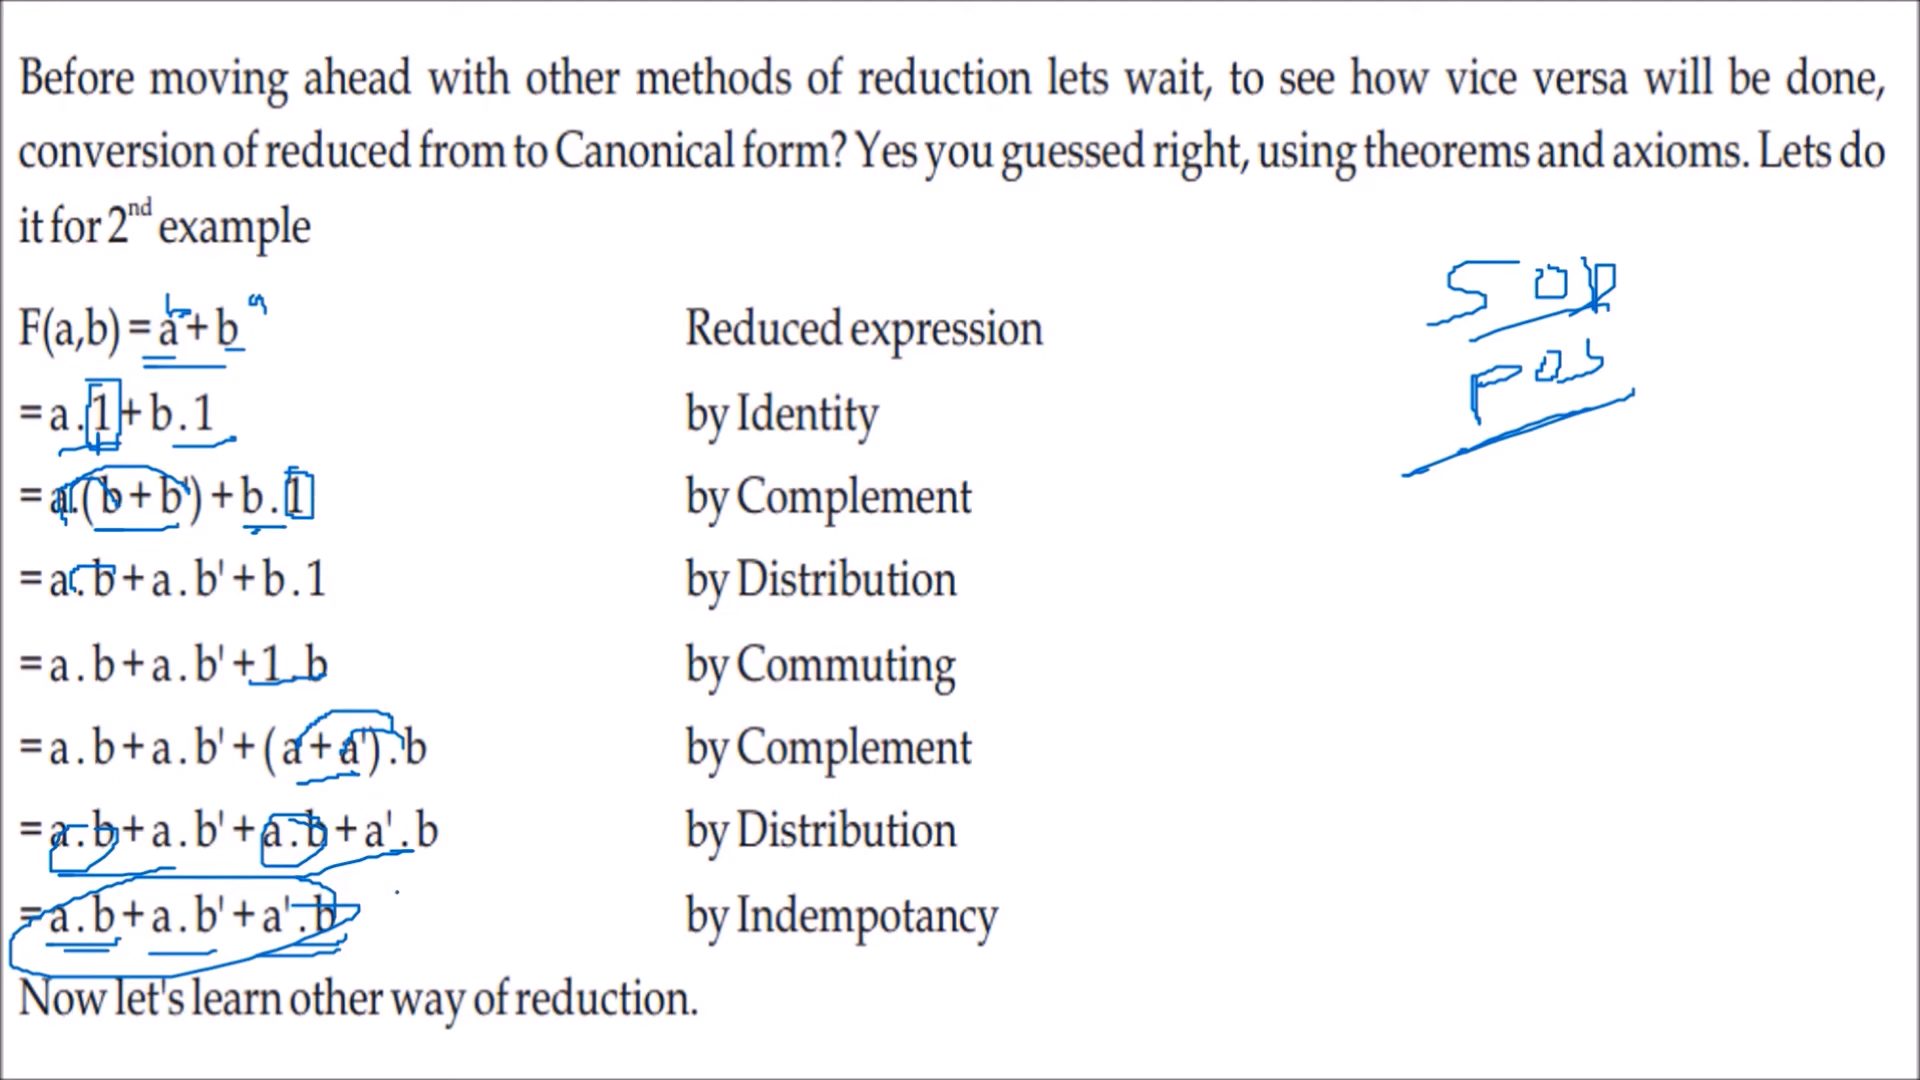 Before moving ahead with other methods of reduction lets wait, to see how vice versa will be done,
conversion of reduced from to Canonical form? Yes you guessed right, using theorems and axioms. Lets do
it for 2nd example
b a
F(a,b) = a + b Reduced expression
SOP
= a . 1 + b . 1 by Identity
POS
= a.(b + b') + b . 1 by Complement
= a . b + a . b' + b . 1 by Distribution
= a . b + a . b' + 1 . b by Commuting
= a . b + a . b' + (a + a') . b by Complement
= a . b + a . b' + a . b + a' . b by Distribution
= a . b + a . b' + a' . b by Indempotancy
Now let's learn other way of reduction.